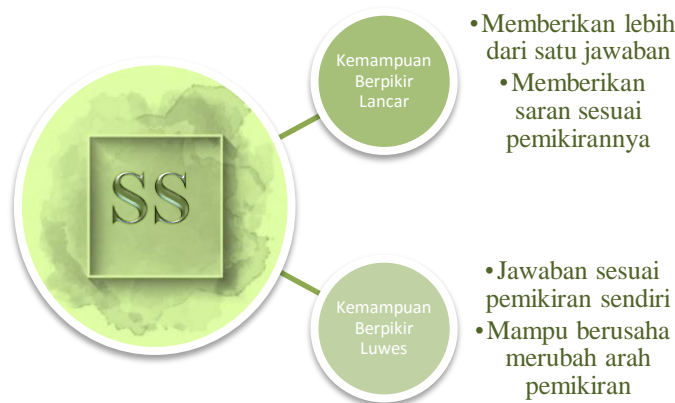 SS
Kemampuan
Berpikir
Lancar
•Memberikan lebih
dari satu jawaban
•Memberikan
saran sesuai
pemikirannya
Kemampuan
Berpikir
Luwes
•Jawaban sesuai
pemikiran sendiri
•Mampu berusaha
merubah arah
pemikiran